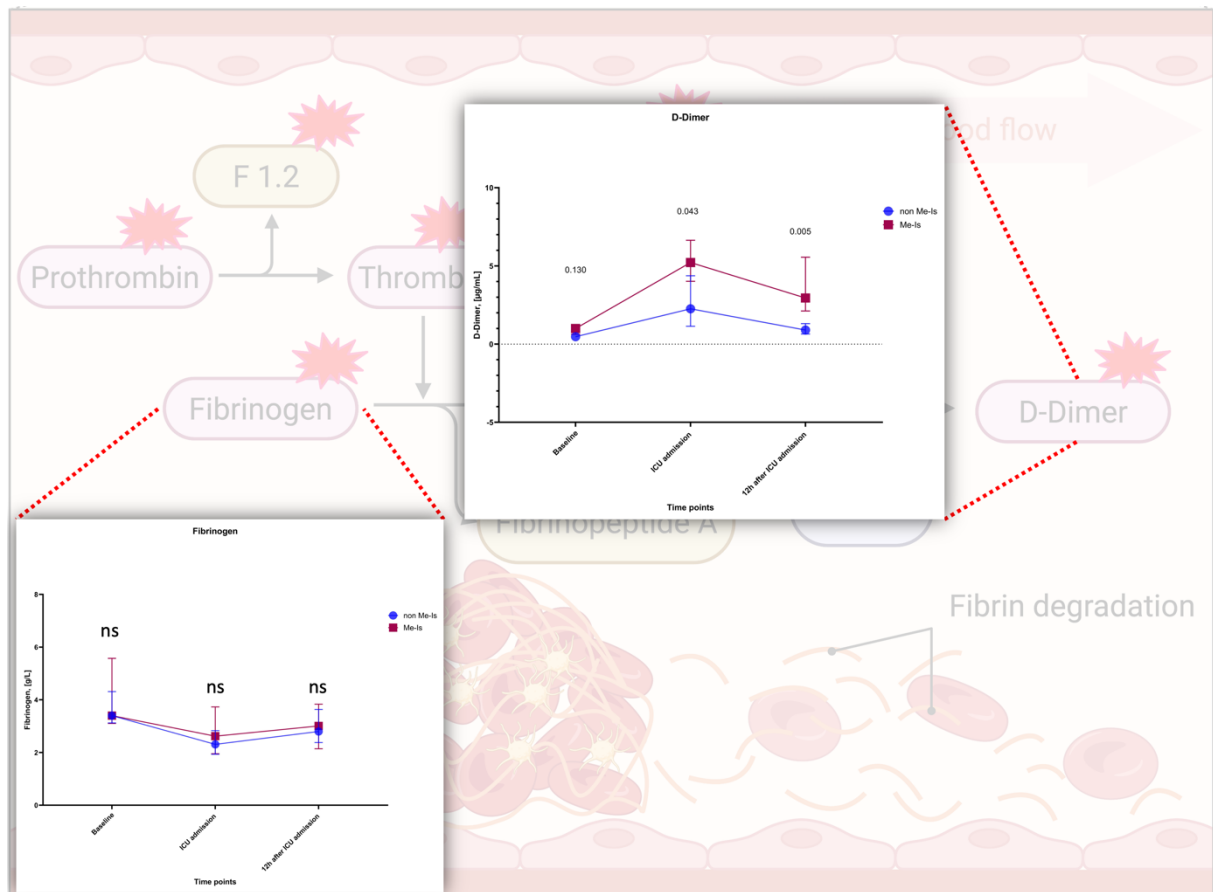 F 1.2
Prothrombin
Thromb
Fibrinogen
ood flow
D-Dimer
Fibrinopeptide A
Fibrin degradation
D-Dimer
D-Dimer, [µg/mL]
10
5
0
-5
0.130
0.043
0.005
non Me-Is
Me-Is
Baseline
ICU admission
12h after ICU admission
Time points
Fibrinogen
Fibrinogen, [g/L]
8
6
4
2
0
ns
ns
ns
non Me-Is
Me-Is
Baseline
ICU admission
12h after ICU admission
Time points